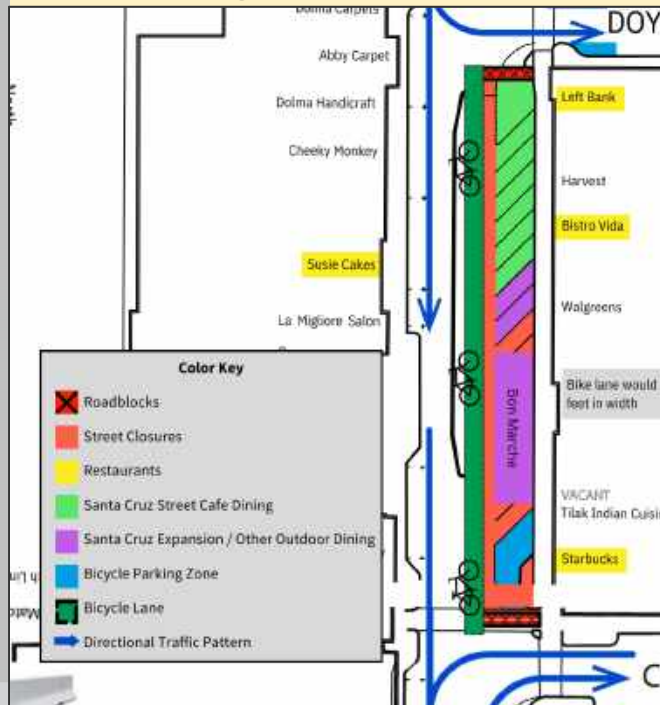 Dolma Carpets
DOY
Abby Carpet
Left Bank
Dolma Handicraft
Cheeky Monkey
Harvest
Bistro Vida
Susie Cakes
Walgreens
La Migliore Salon
Color Key
Roadblocks
Street Closures
Restaurants
Santa Cruz Street Cafe Dining
Santa Cruz Expansion / Other Outdoor Dining
Bicycle Parking Zone
Bicycle Lane
Directional Traffic Pattern
Bike lane would
feet in width
Bon Marche
VACANT
Tilak Indian Cuisi
Starbucks
C